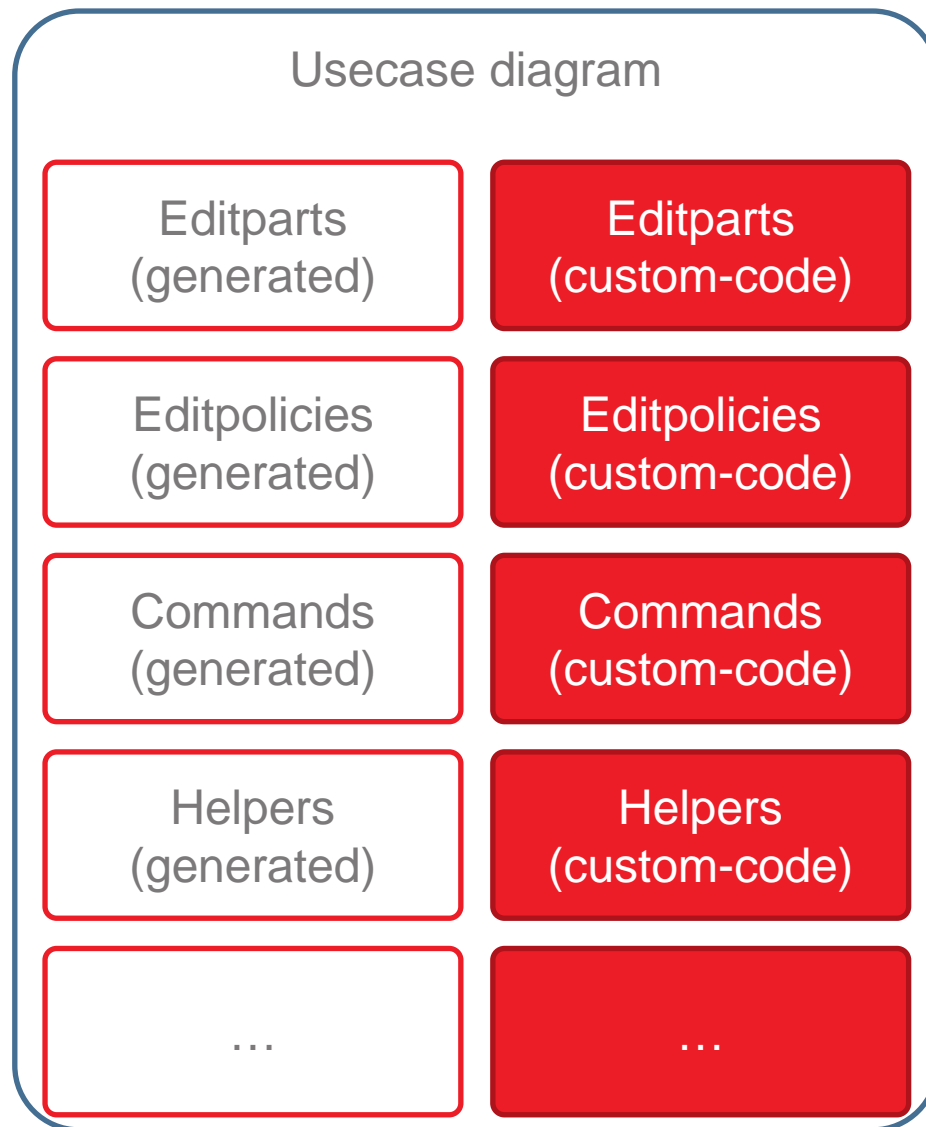 Usecase diagram
Editparts
(generated)
Editparts
(custom-code)
Editpolicies
(generated)
Editpolicies
(custom-code)
Commands
(generated)
Commands
(custom-code)
Helpers
(generated)
Helpers
(custom-code)
…
…